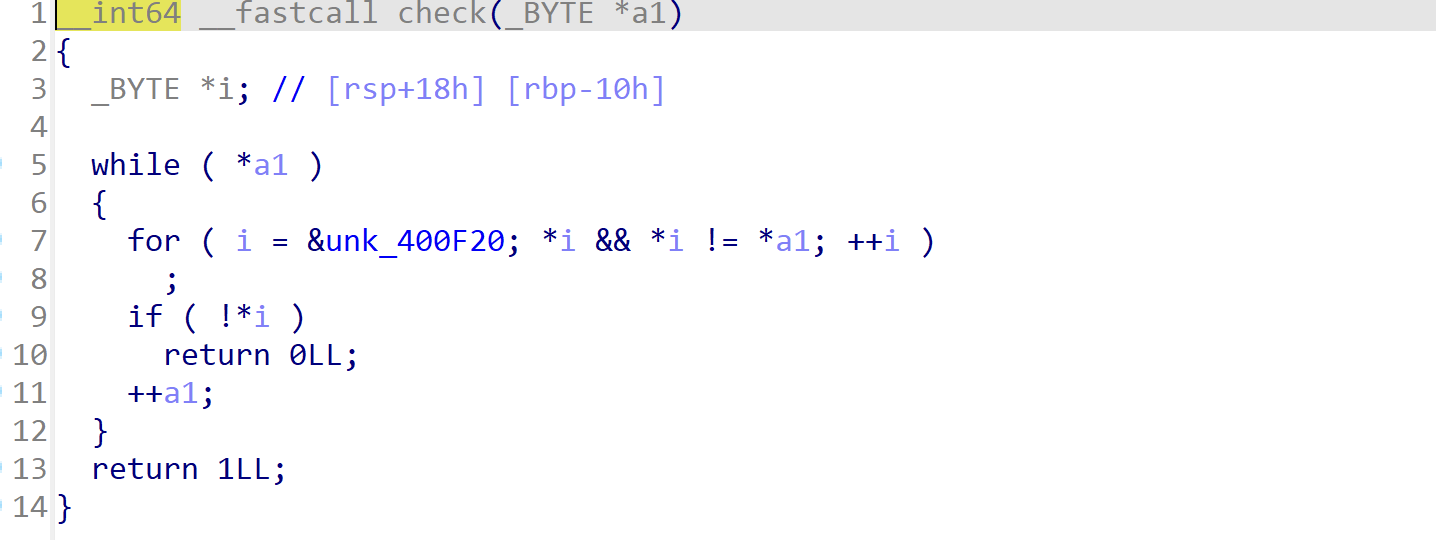 1 __int64 __fastcall check(_BYTE *a1)
2 {
3   _BYTE *i; // [rsp+18h] [rbp-10h]
4
5   while ( *a1 )
6   {
7     for ( i = &unk_400F20; *i && *i != *a1; ++i )
8       ;
9     if ( !*i )
10       return 0LL;
11     ++a1;
12   }
13   return 1LL;
14 }